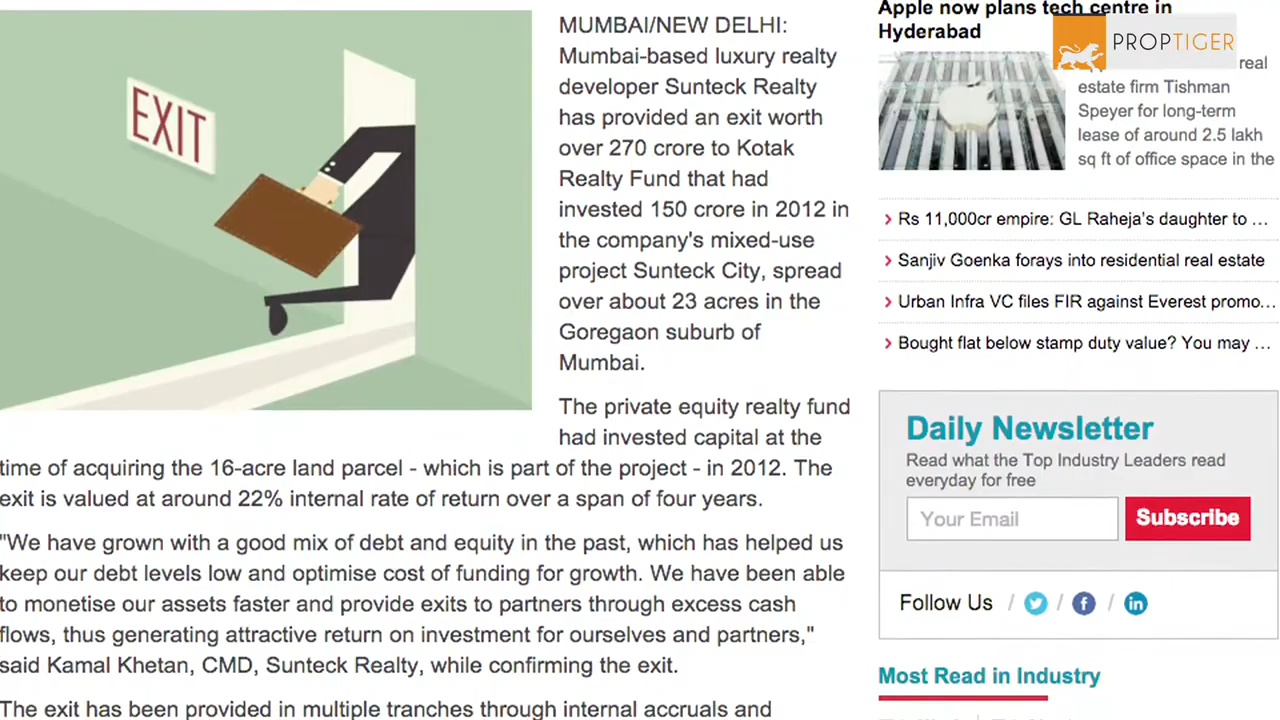 EXIT
MUMBAI/NEW DELHI:
Mumbai-based luxury realty
developer Sunteck Realty
has provided an exit worth
over 270 crore to Kotak
Realty Fund that had
invested 150 crore in 2012 in
the company's mixed-use
project Sunteck City, spread
over about 23 acres in the
Goregaon suburb of
Mumbai.
The private equity realty fund
had invested capital at the
time of acquiring the 16-acre land parcel - which is part of the project - in 2012. The
exit is valued at around 22% internal rate of return over a span of four years.
"We have grown with a good mix of debt and equity in the past, which has helped us
keep our debt levels low and optimise cost of funding for growth. We have been able
to monetise our assets faster and provide exits to partners through excess cash
flows, thus generating attractive return on investment for ourselves and partners,"
said Kamal Khetan, CMD, Sunteck Realty, while confirming the exit.
The exit has been provided in multiple tranches through internal accruals and
Apple now plans tech centre in
Hyderabad
PROPTIGER
real
estate firm Tishman
Speyer for long-term
lease of around 2.5 lakh
sq ft of office space in the
Rs 11,000cr empire: GL Raheja's daughter to ...
Sanjiv Goenka forays into residential real estate
Urban Infra VC files FIR against Everest promo...
Bought flat below stamp duty value? You may ...
Daily Newsletter
Read what the Top Industry Leaders read
everyday for free
Your Email
Subscribe
Follow Us / / /
Most Read in Industry